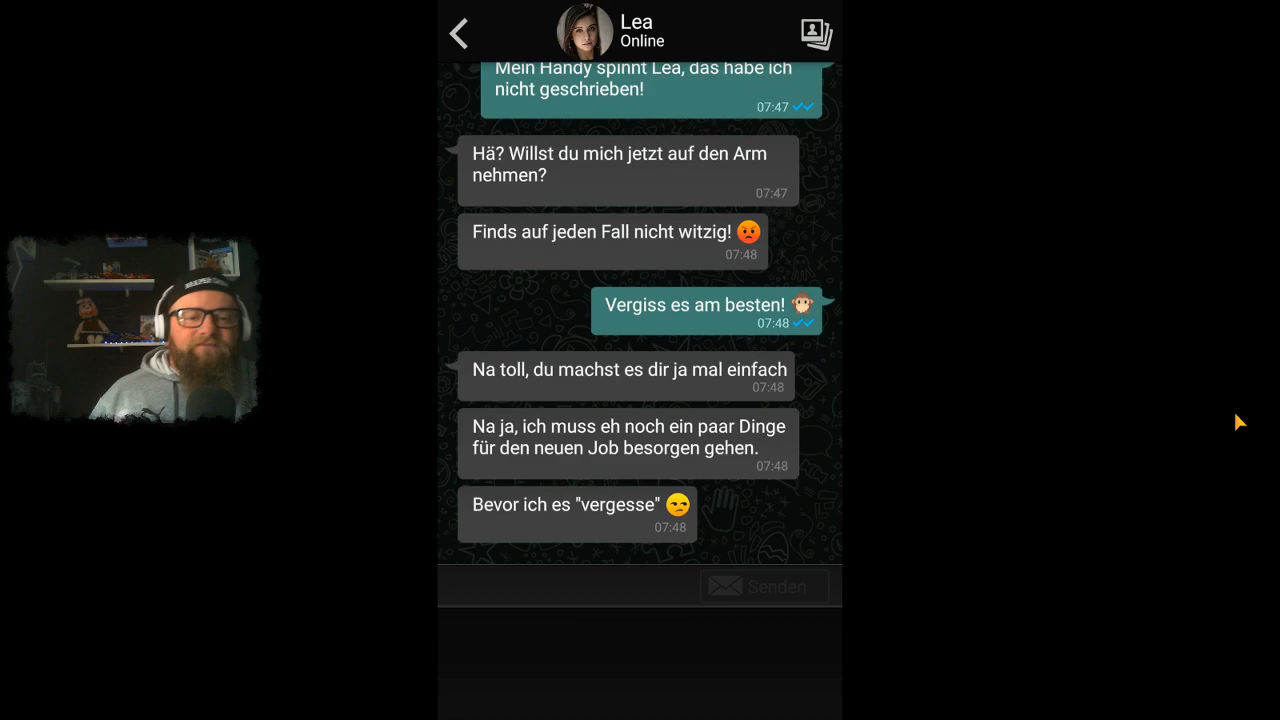 Lea
Online
Mein Handy spinnt Lea, das habe ich
nicht geschrieben!
07:47
Hä? Willst du mich jetzt auf den Arm
nehmen?
07:47
Finds auf jeden Fall nicht witzig! 😡
07:48
Vergiss es am besten! 🐵
07:48
Na toll, du machst es dir ja mal einfach
07:48
Na ja, ich muss eh noch ein paar Dinge
für den neuen Job besorgen gehen.
07:48
Bevor ich es "vergesse" 😒
07:48
Senden